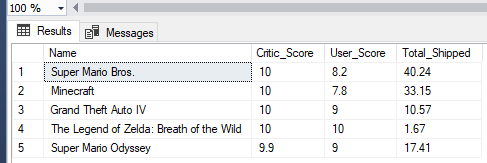 100 %
Results Messages
Name Critic_Score User_Score Total_Shipped
1 Super Mario Bros. 10 8.2 40.24
2 Minecraft 10 7.8 33.15
3 Grand Theft Auto IV 10 9 10.57
4 The Legend of Zelda: Breath of the Wild 10 10 1.67
5 Super Mario Odyssey 9.9 9 17.41